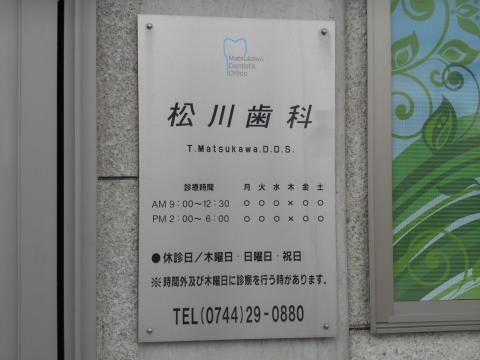 Matsukawa
Dentist's
Office
松川歯科
T.Matsukawa.D.D.S.
診療時間 月 火 水 木 金 土
AM 9:00〜12:30 ○ ○ ○ × ○ ○
PM 2:00〜6:00 ○ ○ ○ × ○ ○
●休診日/木曜日·日曜日·祝日
※時間外及び木曜日に診察を行う時があります。
TEL(0744)29-0880